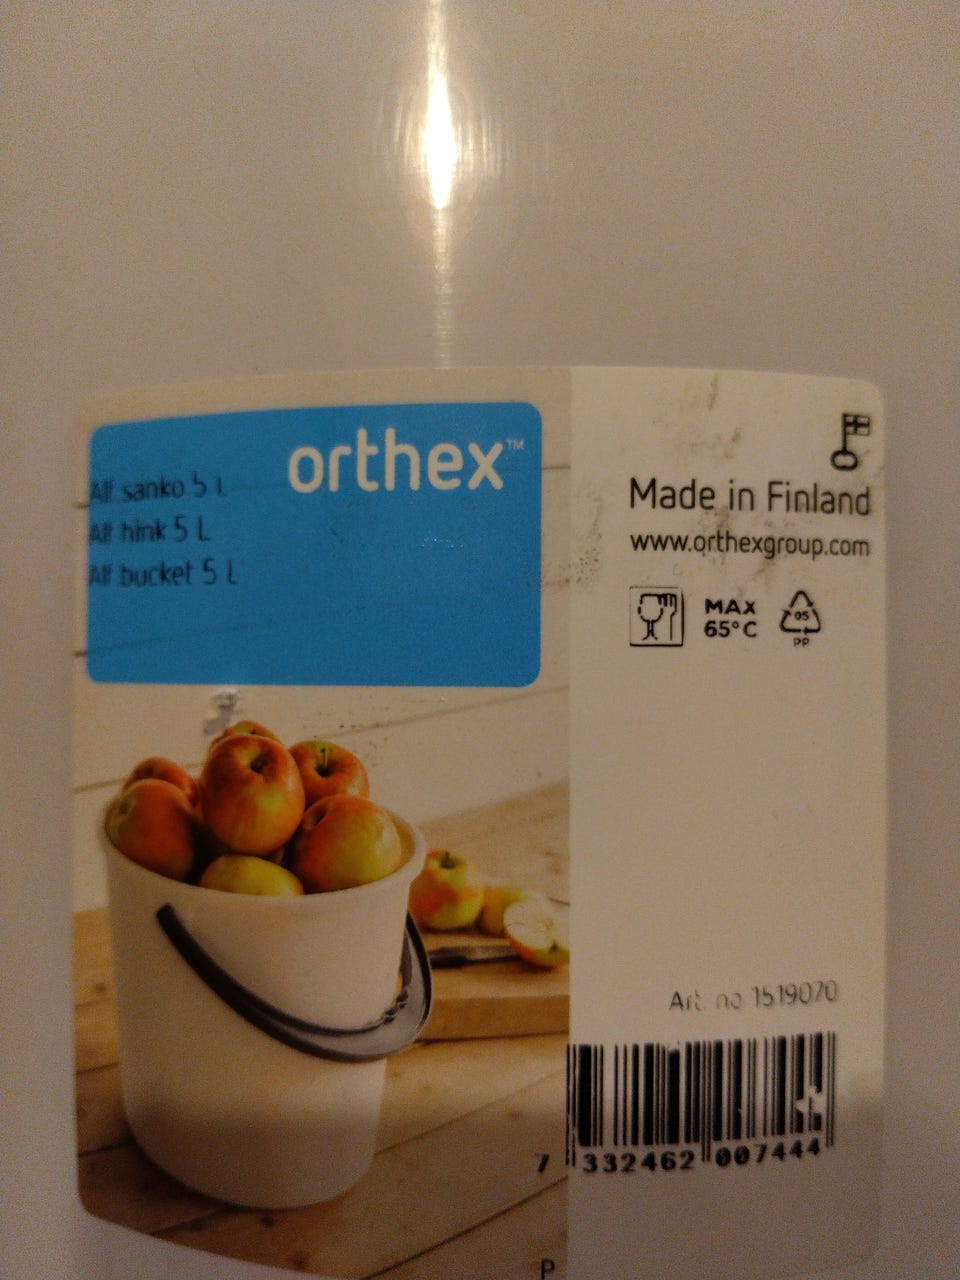 orthex™
Alf sanko 5 L
Alf hink 5 L
Alf bucket 5 L
Made in Finland
www.orthexgroup.com
MAX
65°C
05
PP
Art. no 1519070
7 332462 007444
P